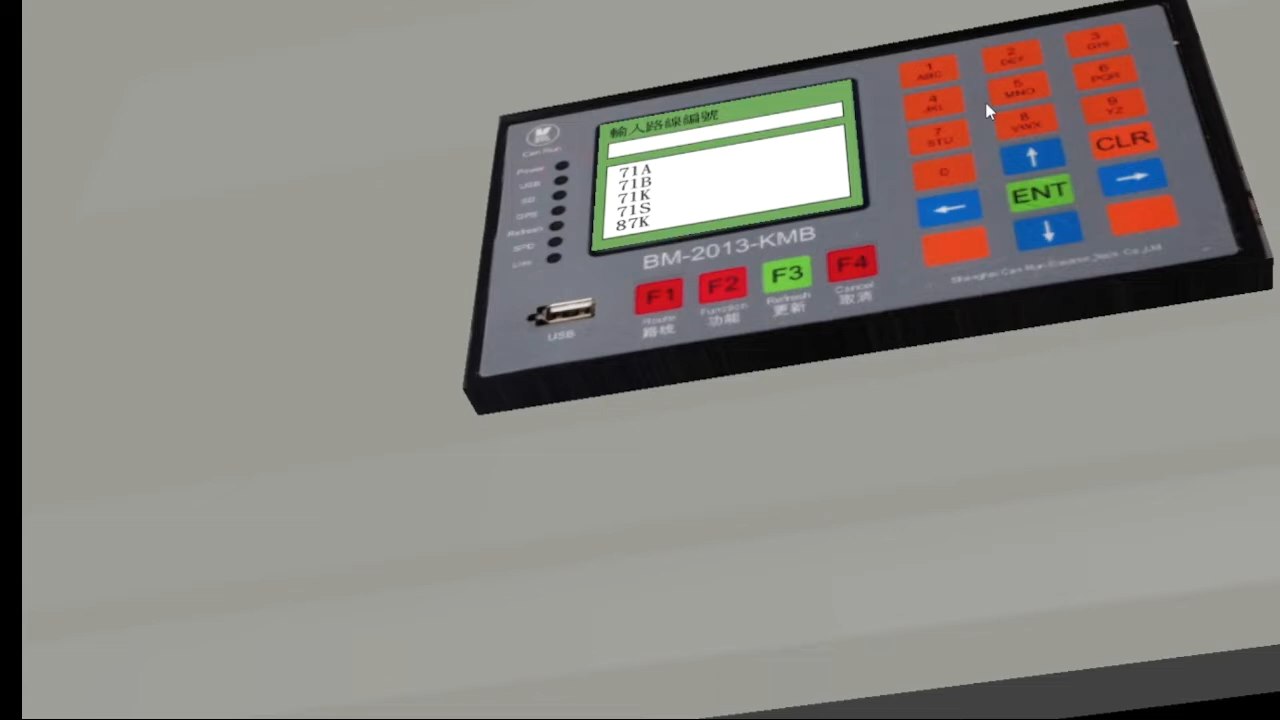 輸入路線編號
71A
71B
71K
71S
87K
BM-2013-KMB
Can Run
Power
USB
SD
GPS
Refresh
USB
F1
F2
F3
F4
Route
Function
Refresh
Cancel
路线
功能
更新
取消
1
ABC
2
DEF
3
GHI
4
JKL
5
MNO
6
PQR
7
STU
8
VWX
9
YZ
0
CLR
ENT
←
↑
→
↓